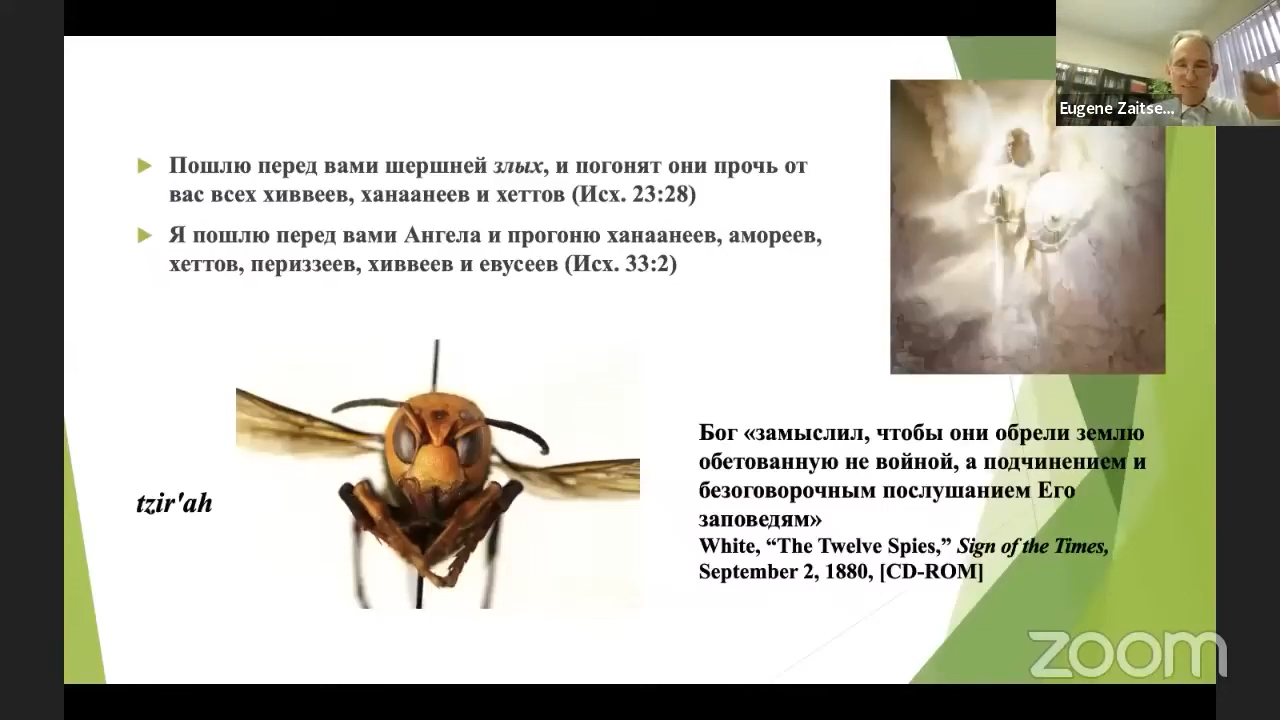 Eugene Zaitse...
Пошлю перед вами шершней злых, и погонят они прочь от
вас всех хиввеев, ханаанеев и хеттов (Исх. 23:28)
Я пошлю перед вами Ангела и прогоню ханаанеев, амореев,
хеттов, периззеев, хиввеев и евусеев (Исх. 33:2)
tzir'ah
Бог «замыслил, чтобы они обрели землю
обетованную не войной, а подчинением и
безоговорочным послушанием Его
заповедям»
White, “The Twelve Spies,” Sign of the Times,
September 2, 1880, [CD-ROM]
zoom